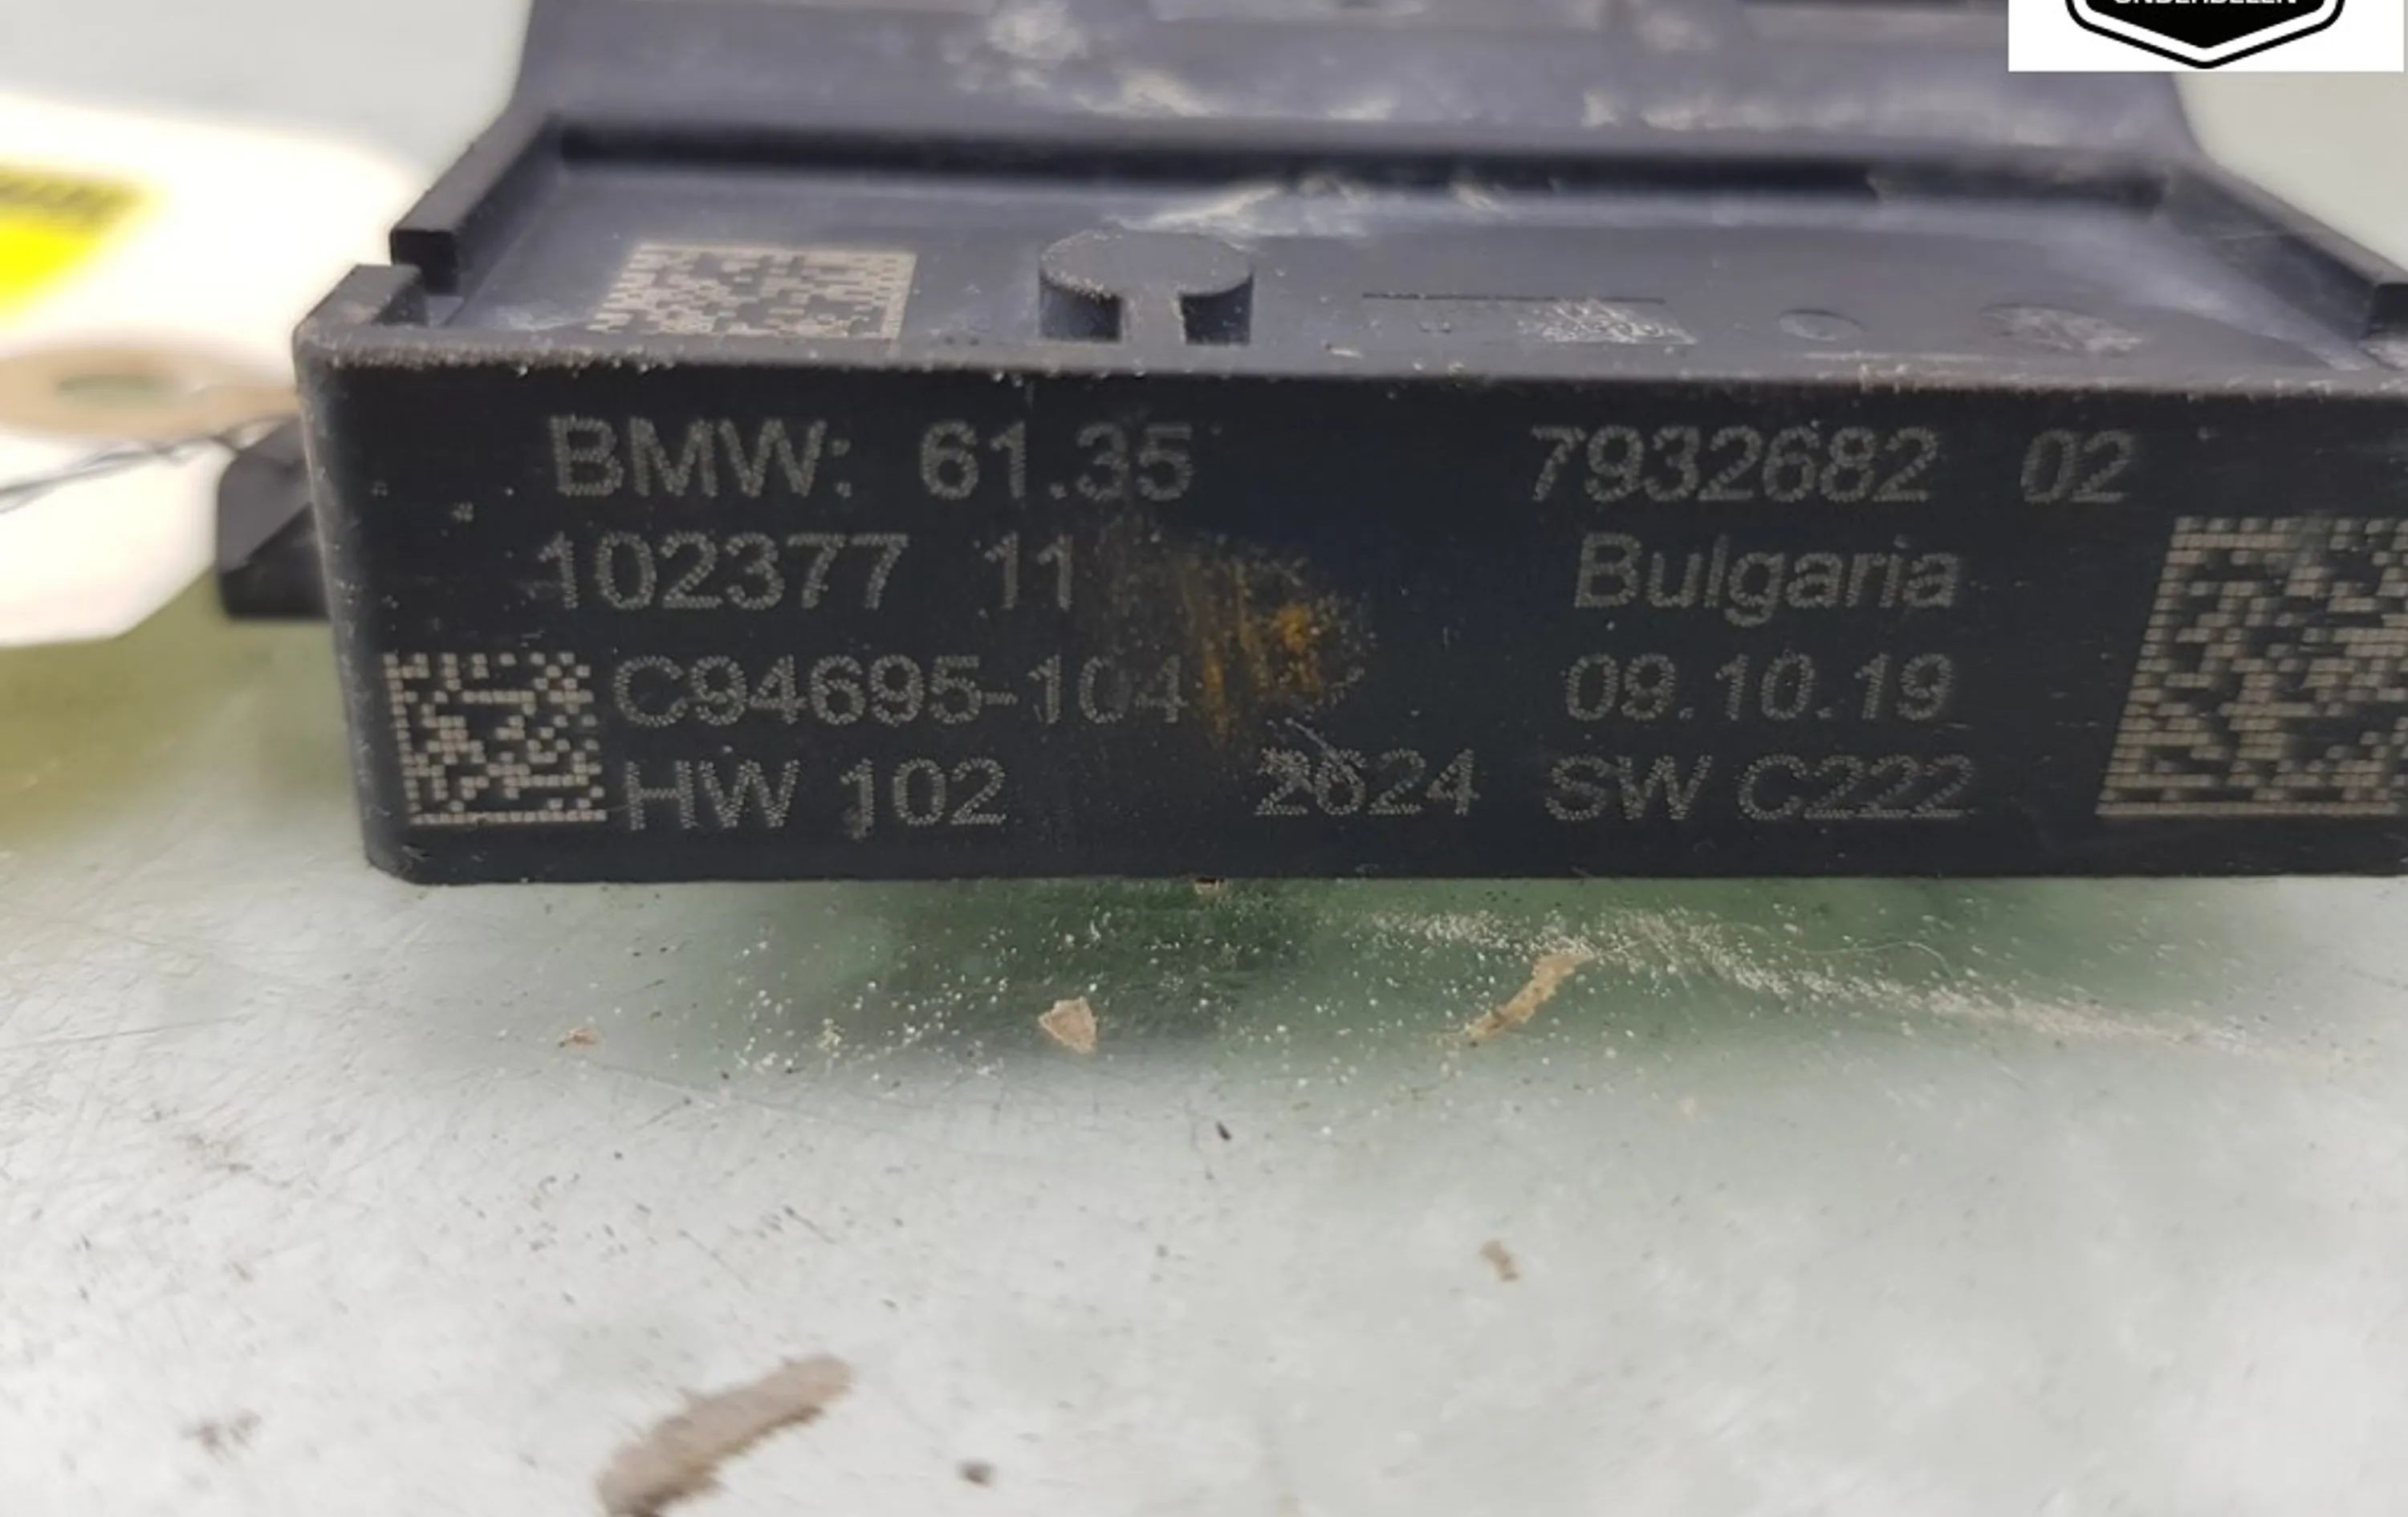 BMW: 61.35 7932682 02
102377 11 Bulgaria
C94695-104 09.10.19
HW 102 2624 SW C222